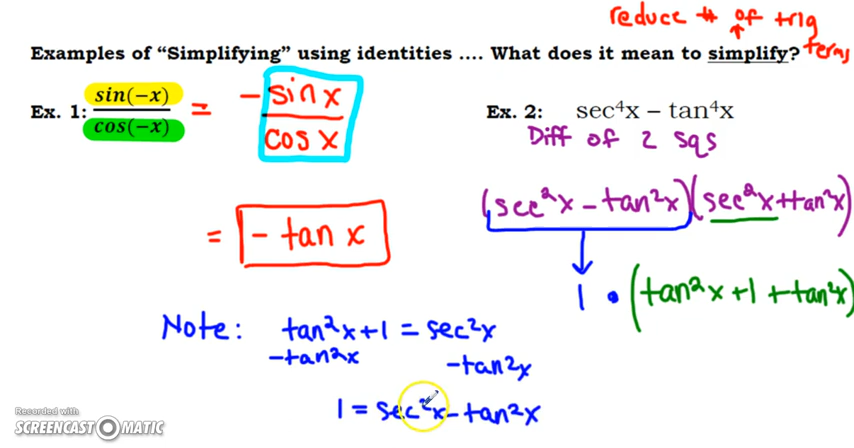 reduce # of trig terms
Examples of “Simplifying” using identities .... What does it mean to simplify?
Ex. 1: sin(−x)/cos(−x) = − sin x/cos x
= − tan x
Ex. 2: sec⁴x − tan⁴x
Diff of 2 sqs
(sec²x − tan²x)(sec²x + tan²x)
1 • (tan²x + 1 + tan²x)
Note: tan²x + 1 = sec²x
−tan²x −tan²x
1 = sec²x − tan²x
Recorded with
SCREENCAST MATIC